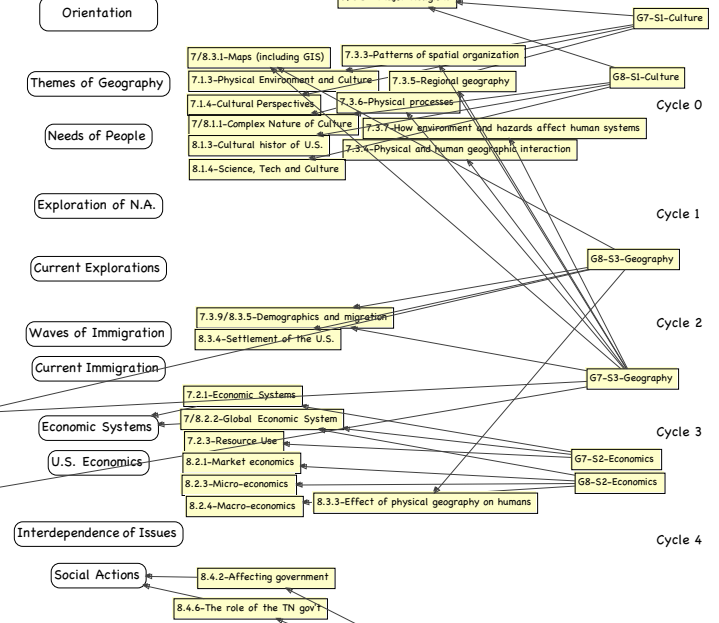 Orientation
G7-S1-Culture
7/8.3.1-Maps (including GIS)
7.3.3-Patterns of spatial organization
Themes of Geography
7.1.3-Physical Environment and Culture
7.3.5-Regional geography
G8-S1-Culture
7.1.4-Cultural Perspectives
7.3.6-Physical processes
Cycle 0
Needs of People
7/8.1.1-Complex Nature of Culture
7.3.7-How environment and hazards affect human systems
8.1.3-Cultural histor of U.S.
7.3.4-Physical and human geographic interaction
8.1.4-Science, Tech and Culture
Exploration of N.A.
Cycle 1
Current Explorations
G8-S3-Geography
7.3.9/8.3.5-Demographics and migration
Cycle 2
Waves of Immigration
8.3.4-Settlement of the U.S.
Current Immigration
G7-S3-Geography
7.2.1-Economic Systems
Economic Systems
7/8.2.2-Global Economic System
Cycle 3
7.2.3-Resource Use
U.S. Economics
8.2.1-Market economics
G7-S2-Economics
8.2.3-Micro-economics
G8-S2-Economics
8.2.4-Macro-economics
8.3.3-Effect of physical geography on humans
Interdependence of Issues
Cycle 4
Social Actions
8.4.2-Affecting government
8.4.6-The role of the TN gov't